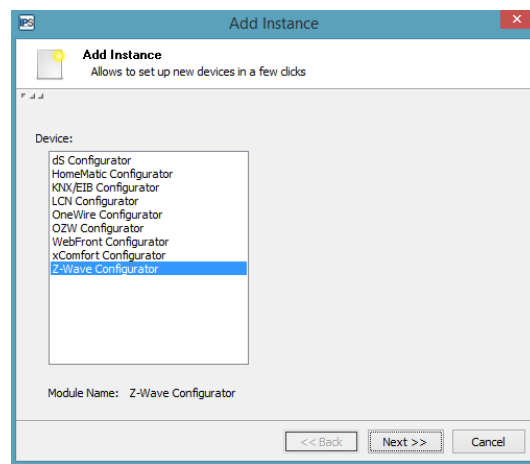 IPS
Add Instance
Add Instance
Allows to set up new devices in a few clicks
Device:
dS Configurator
HomeMatic Configurator
KNX/EIB Configurator
LCN Configurator
OneWire Configurator
OZW Configurator
WebFront Configurator
xComfort Configurator
Z-Wave Configurator
Module Name: Z-Wave Configurator
<< Back Next >> Cancel